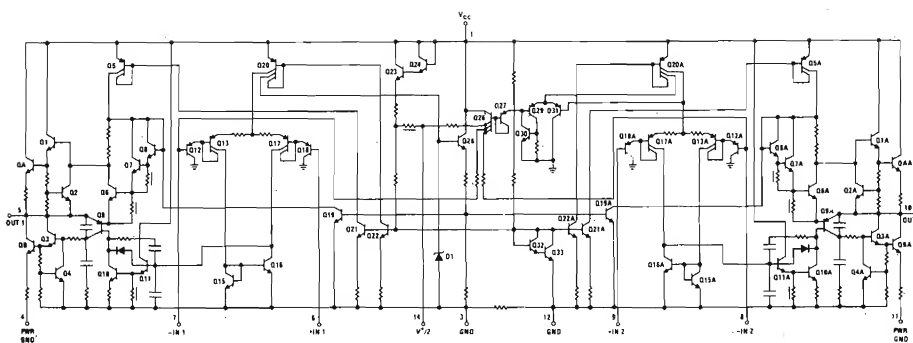 VCC
1
Q5
Q20
Q23
Q24
Q20A
Q5A
Q27
Q29
Q31
Q26
Q30
Q1
Q8
Q12
Q13
Q17
Q18
Q28
Q18A
Q17A
Q13A
Q12A
Q8A
Q1A
QA
Q7
Q7A
QAA
Q2
Q6
Q6A
Q2A
5
OUT 1
Q19
Q19A
10
OU
Q9
Q21
Q22
Q22A
Q21A
Q9A
QB
Q3
Q32
Q33
Q3A
Q4
Q10
Q11
Q15
Q16
D1
Q16A
Q15A
Q11A
Q10A
Q4A
4
PWR
GND
7
-IN 1
6
+IN 1
14
V+/2
3
GND
12
GND
9
+IN 2
8
-IN 2
11
PWR
GND